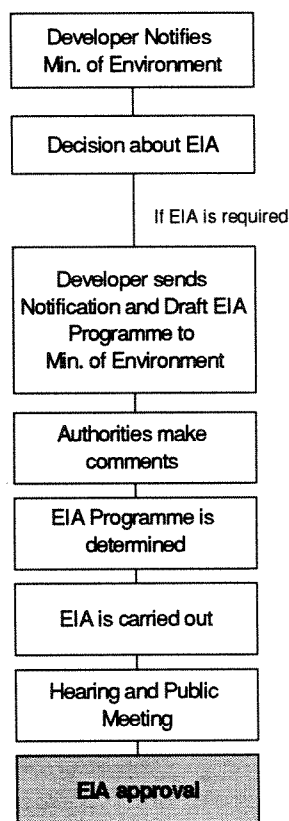 Developer Notifies
Min. of Environment
Decision about EIA
If EIA is required
Developer sends
Notification and Draft EIA
Programme to
Min. of Environment
Authorities make
comments
EIA Programme is
determined
EIA is carried out
Hearing and Public
Meeting
EIA approval